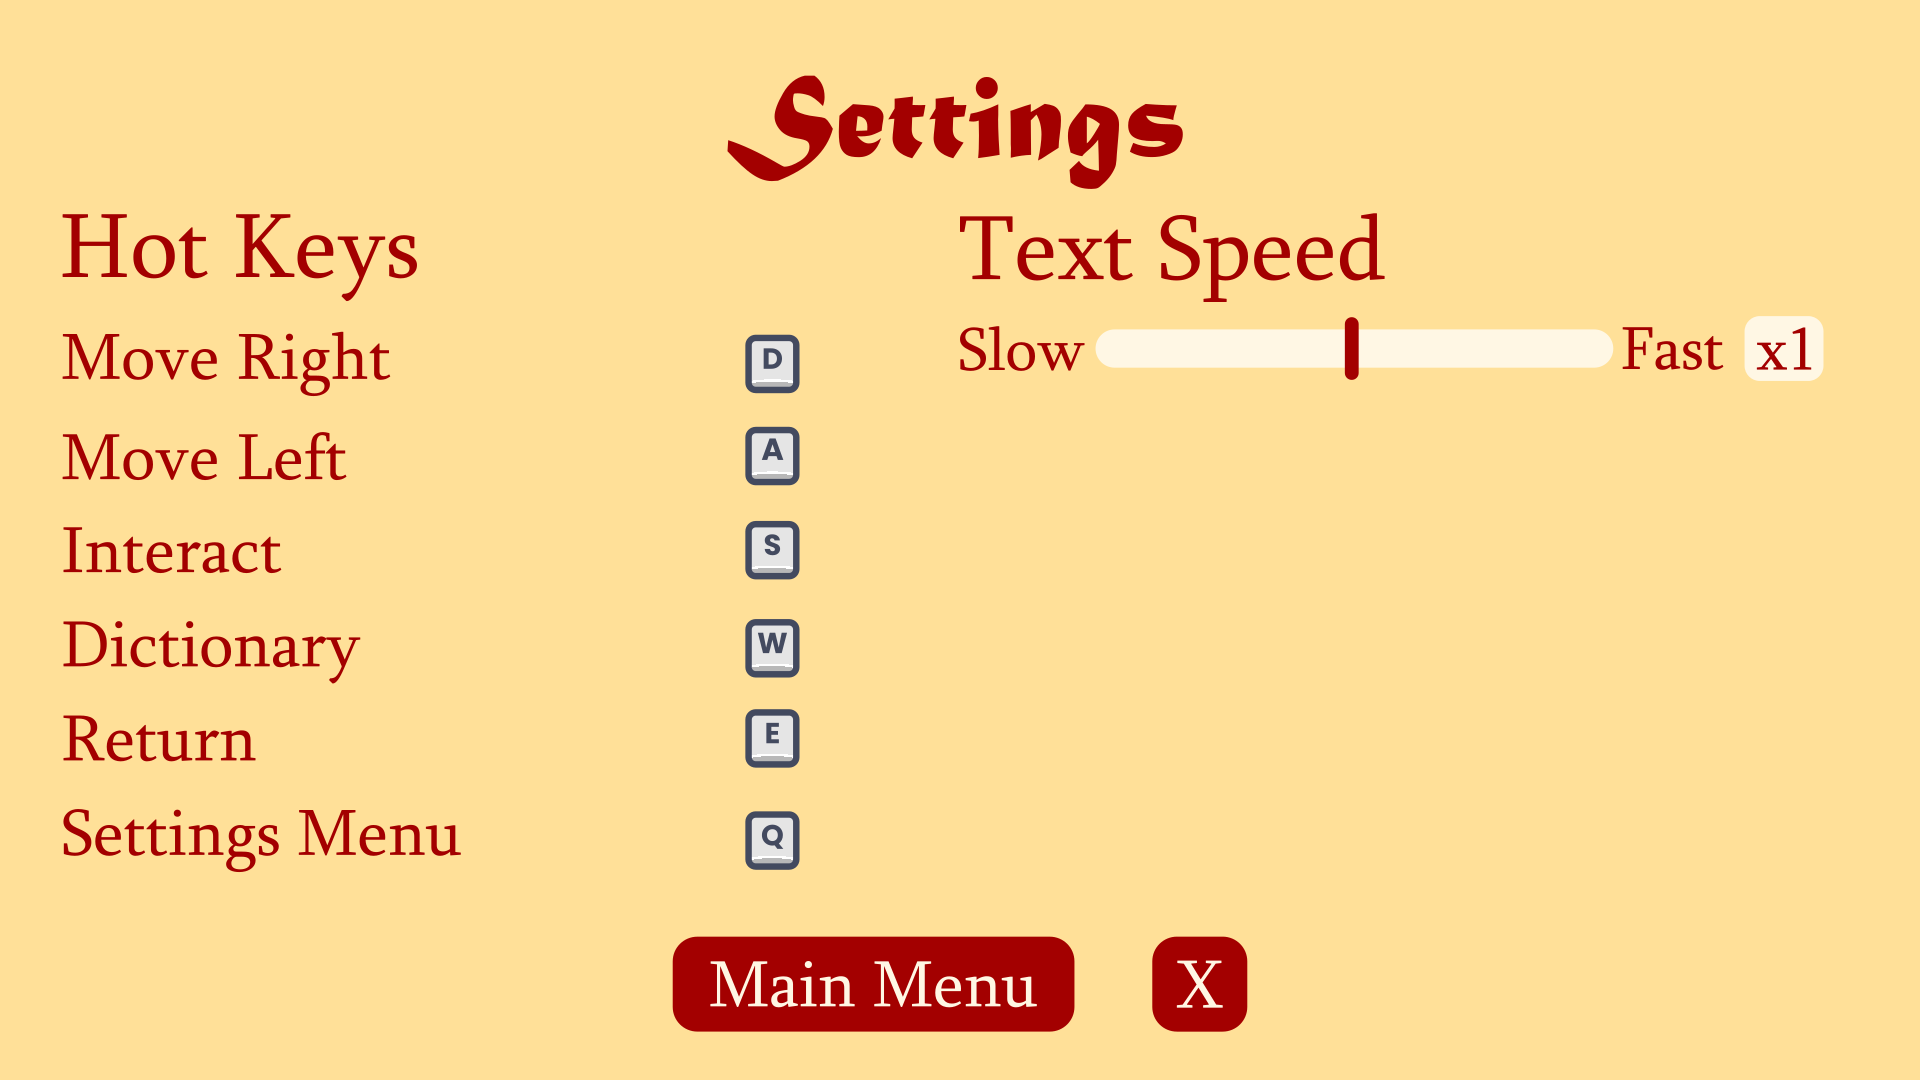 Settings
Hot Keys
Move Right D
Move Left A
Interact S
Dictionary W
Return E
Settings Menu Q
Text Speed
Slow Fast x1
Main Menu X